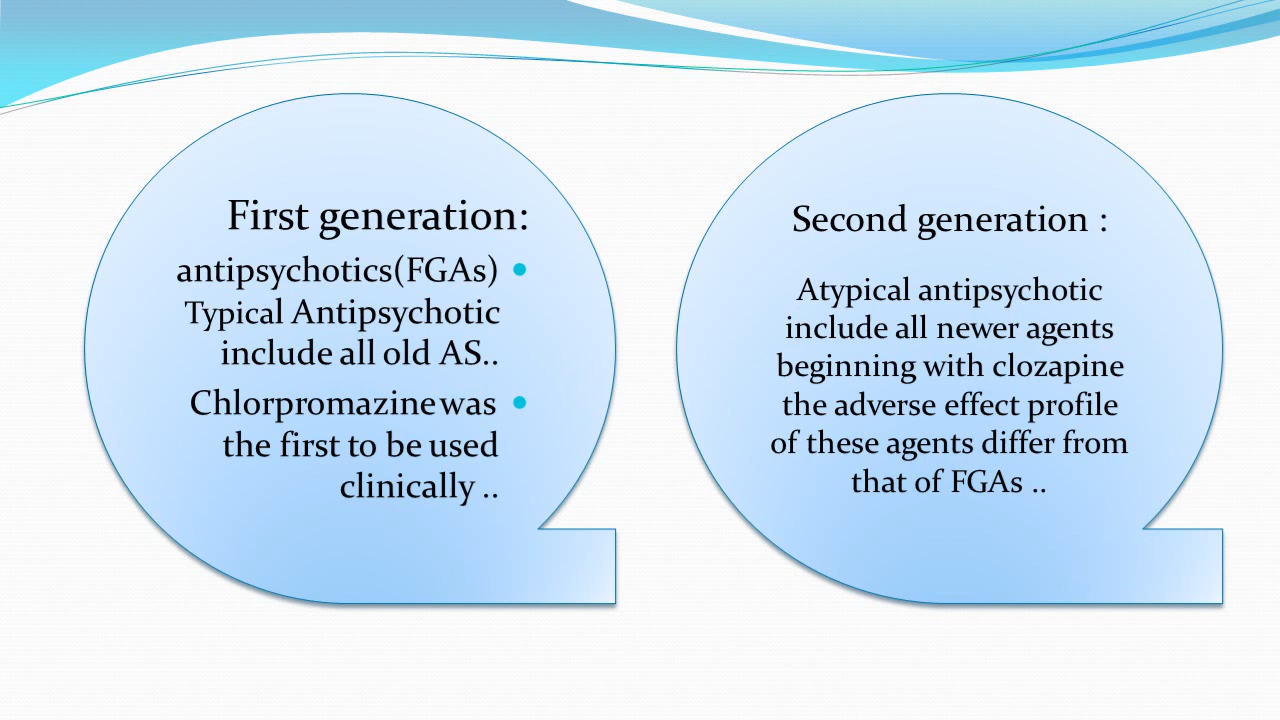 First generation:
antipsychotics(FGAs) •
Typical Antipsychotic
include all old AS..
Chlorpromazine was •
the first to be used
clinically ..
Second generation :
Atypical antipsychotic
include all newer agents
beginning with clozapine
the adverse effect profile
of these agents differ from
that of FGAs ..